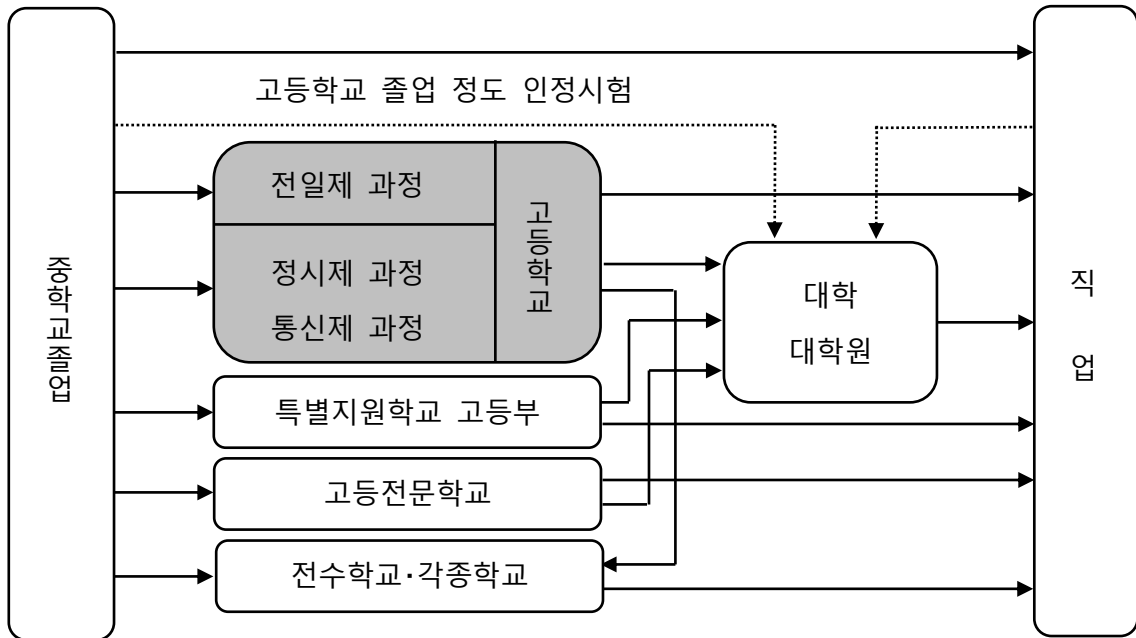 중학교졸업
고등학교 졸업 정도 인정시험
전일제 과정
정시제 과정
통신제 과정
고등학교
특별지원학교 고등부
고등전문학교
전수학교·각종학교
대학
대학원
직업